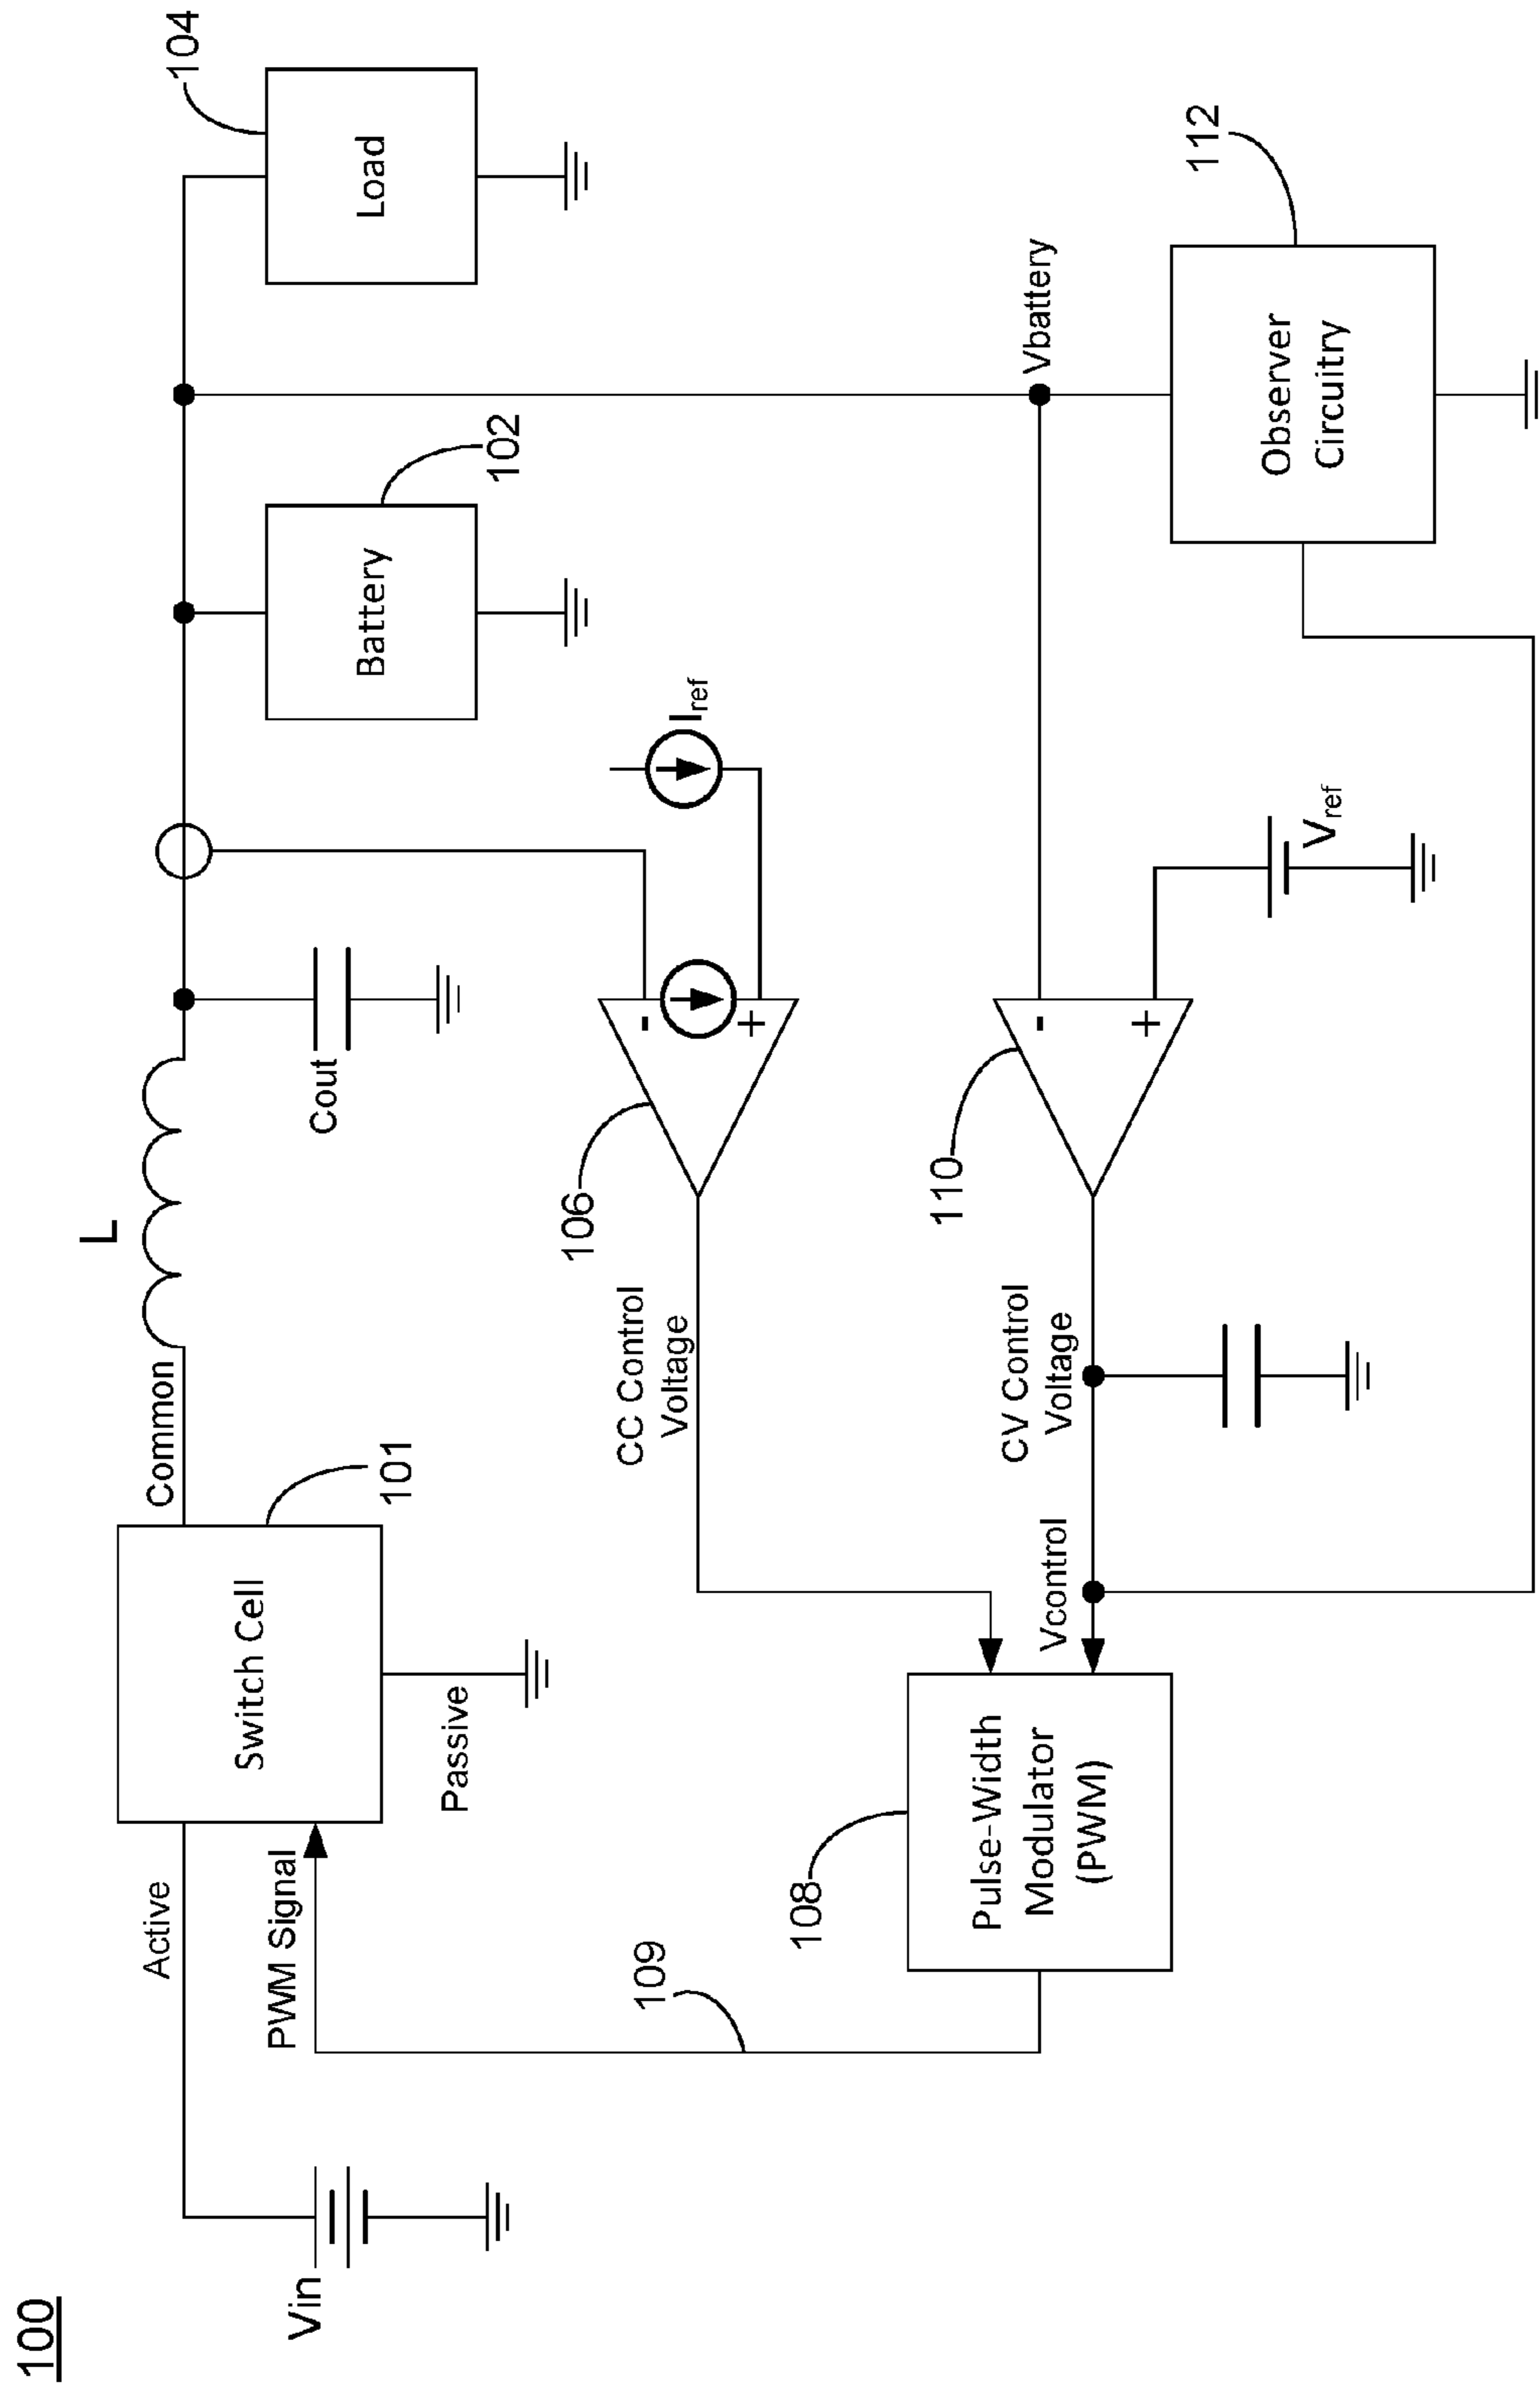 100
Vin
Active
PWM Signal
Switch Cell
101
Passive
Common
L
Cout
Battery
102
Load
104
109
108
Pulse-Width
Modulator
(PWM)
CC Control
Voltage
106
-
+
Iref
Vcontrol
CV Control
Voltage
110
-
+
Vref
Vbattery
112
Observer
Circuitry